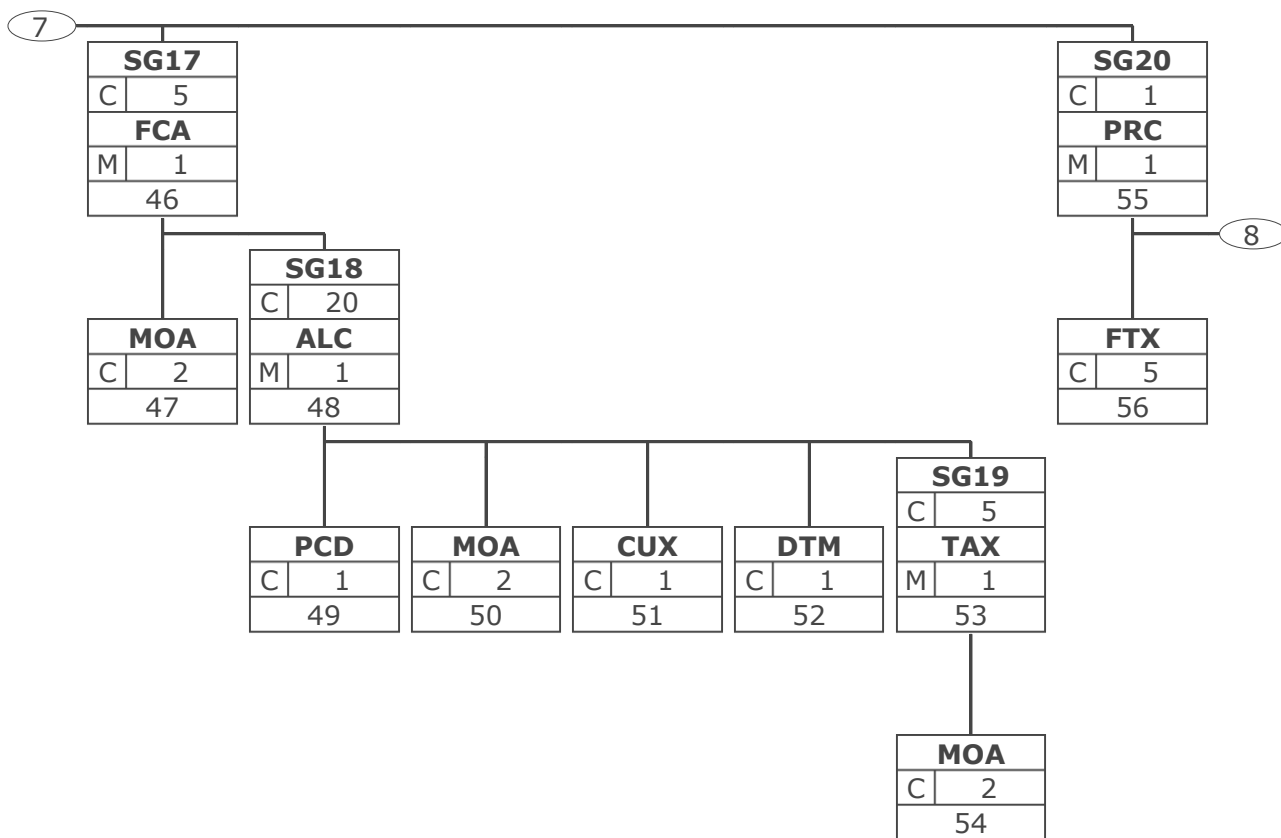 7
SG17
C 5
FCA
M 1
46
SG20
C 1
PRC
M 1
55
8
MOA
C 2
47
SG18
C 20
ALC
M 1
48
FTX
C 5
56
PCD
C 1
49
MOA
C 2
50
CUX
C 1
51
DTM
C 1
52
SG19
C 5
TAX
M 1
53
MOA
C 2
54